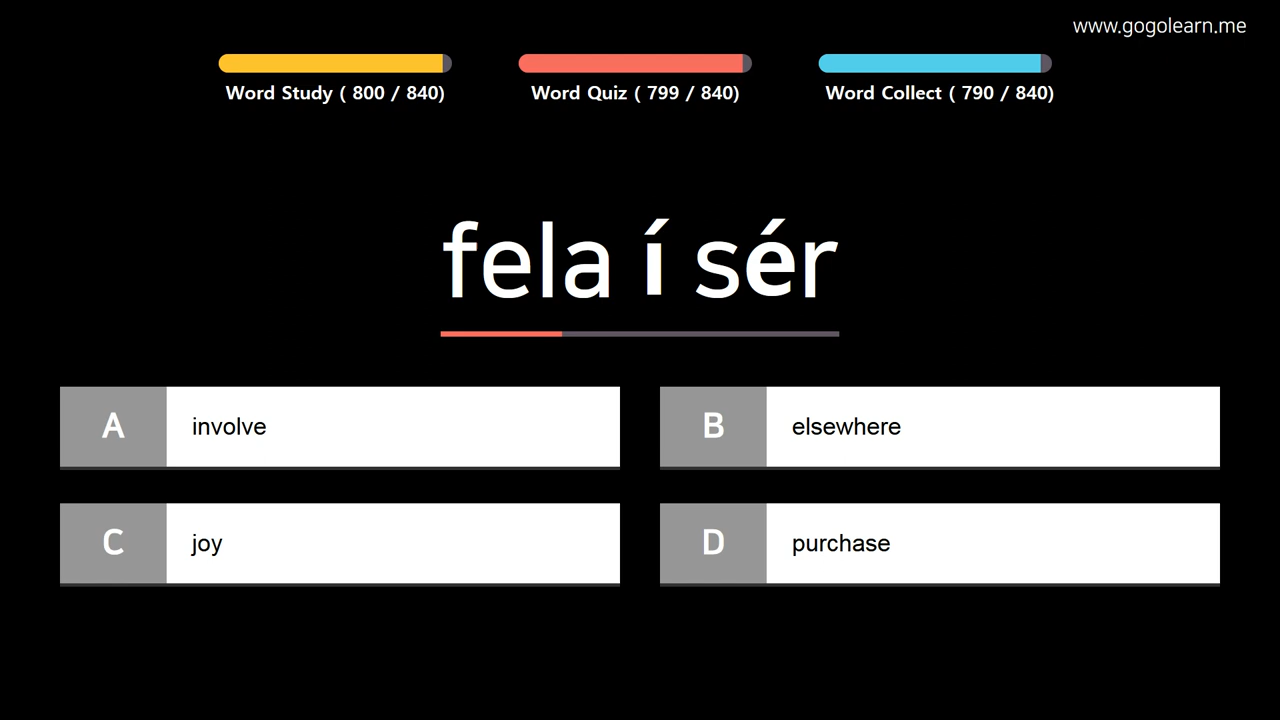 www.gogolearn.me
Word Study ( 800 / 840)
Word Quiz ( 799 / 840)
Word Collect ( 790 / 840)
fela í sér
A involve
B elsewhere
C joy
D purchase